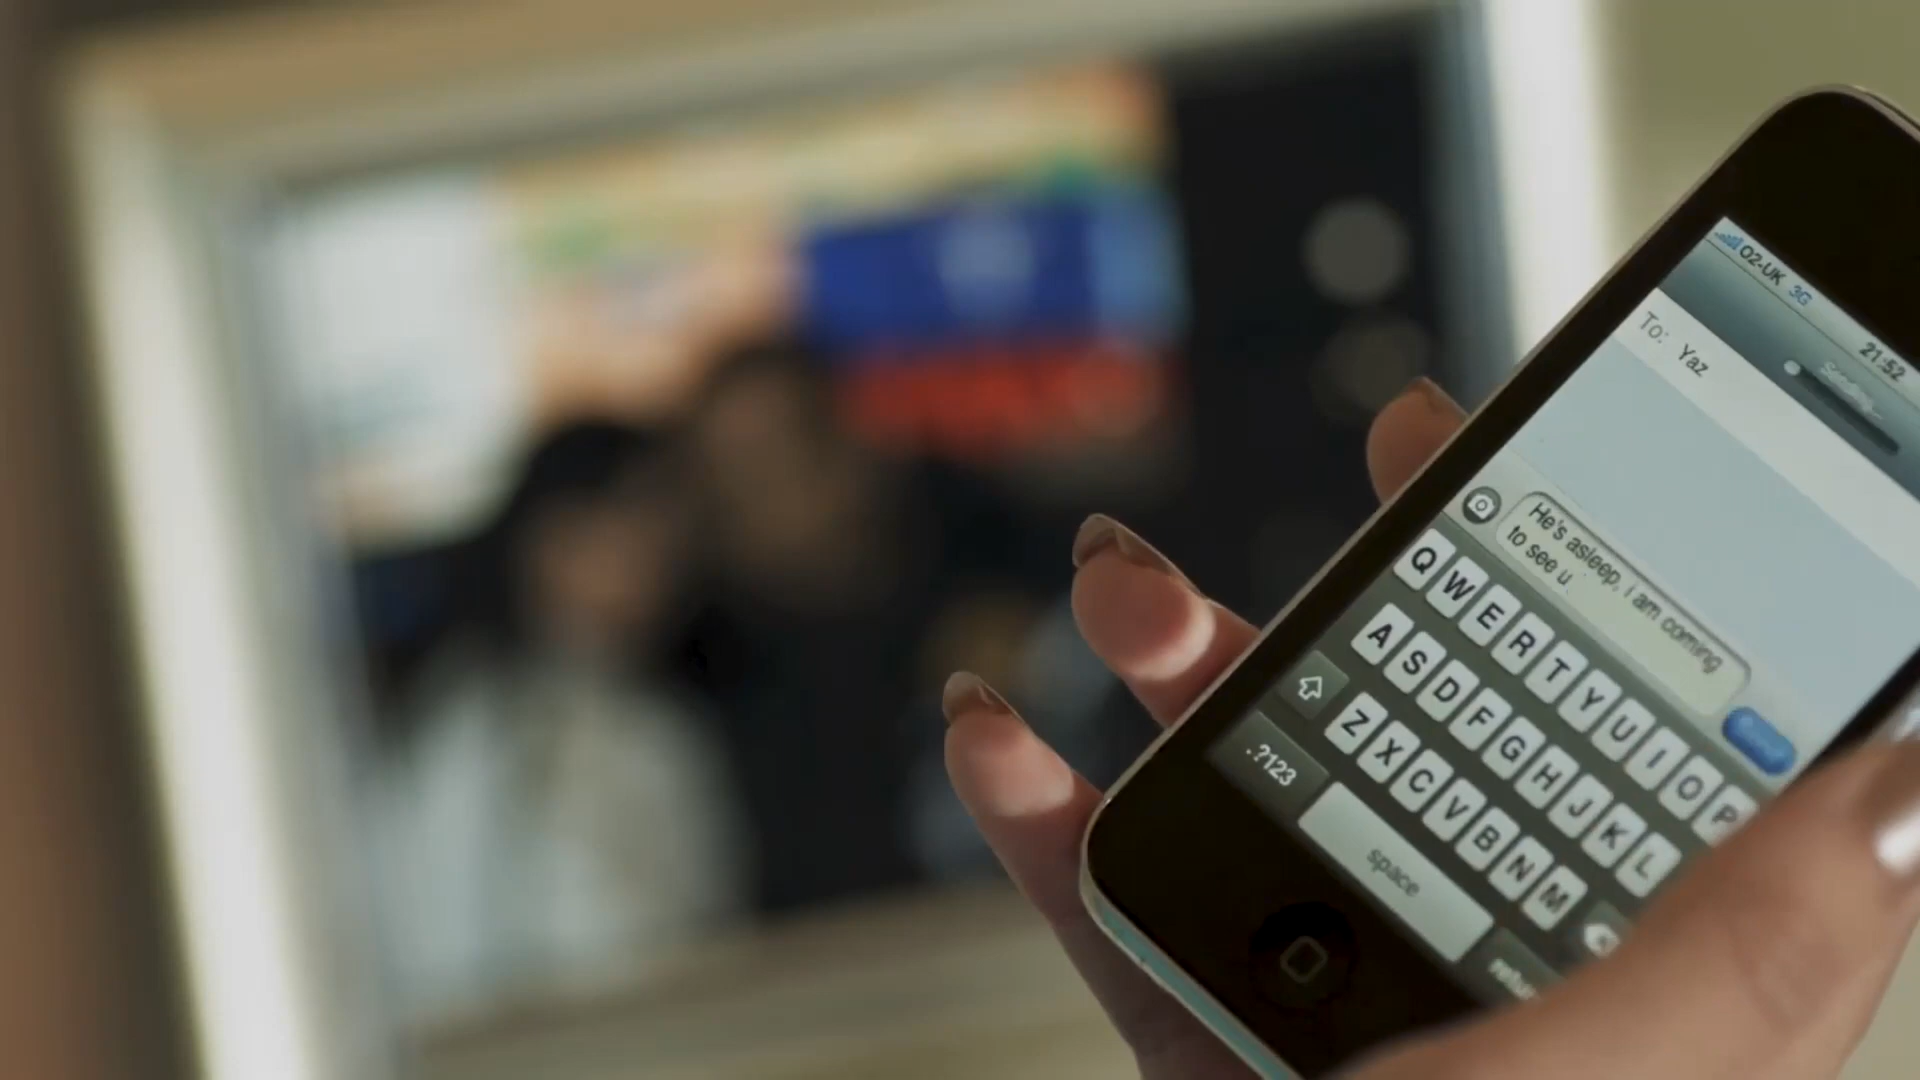 O2-UK 3G
21:52
To: Yaz
He's asleep, i am coming
to see u
Q W E R T Y U I O P
A S D F G H J K L
Z X C V B N M
.?123
space